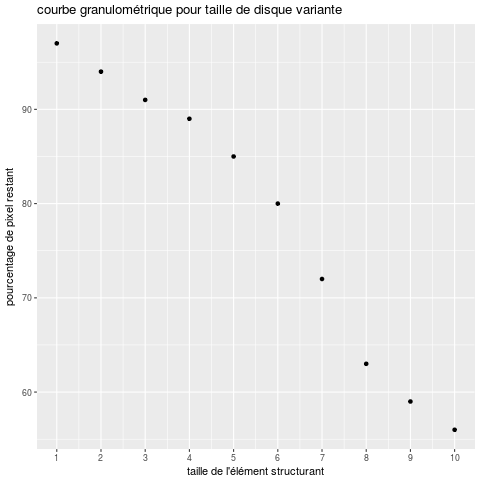 courbe granulométrique pour taille de disque variante
pourcentage de pixel restant
90
80
70
60
1 2 3 4 5 6 7 8 9 10
taille de l'élément structurant